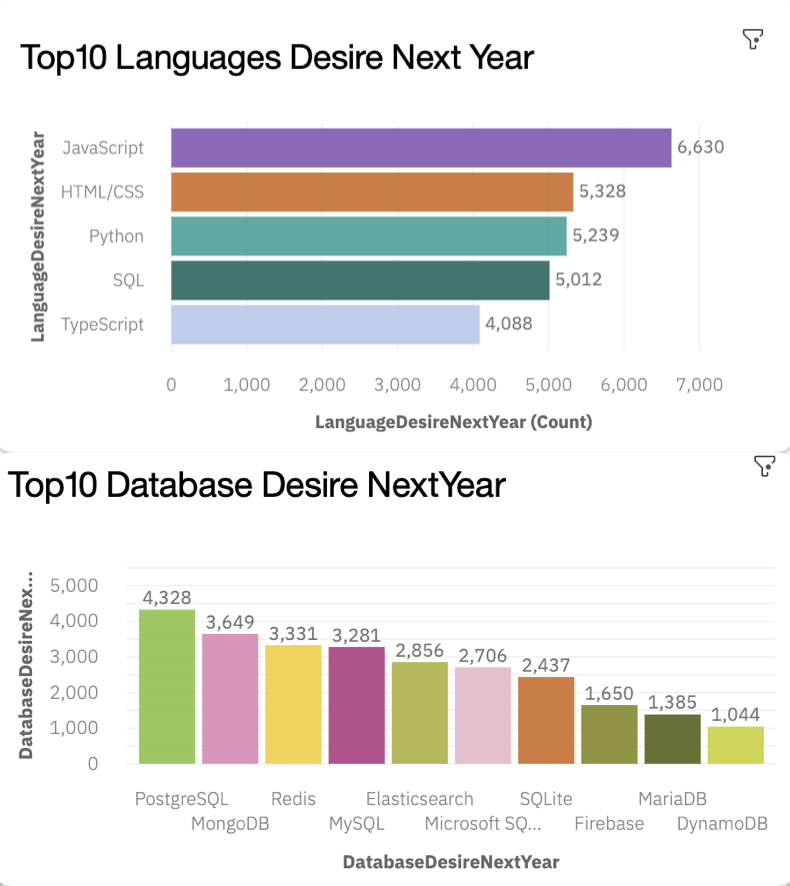 Top10 Languages Desire Next Year
LanguageDesireNextYear
JavaScript
6,630
HTML/CSS
5,328
Python
5,239
SQL
5,012
TypeScript
4,088
0 1,000 2,000 3,000 4,000 5,000 6,000 7,000
LanguageDesireNextYear (Count)
Top10 Database Desire NextYear
DatabaseDesireNex...
5,000
4,000
3,000
2,000
1,000
0
4,328
3,649
3,331
3,281
2,856
2,706
2,437
1,650
1,385
1,044
PostgreSQL Redis Elasticsearch SQLite MariaDB
MongoDB MySQL Microsoft SQ... Firebase DynamoDB
DatabaseDesireNextYear